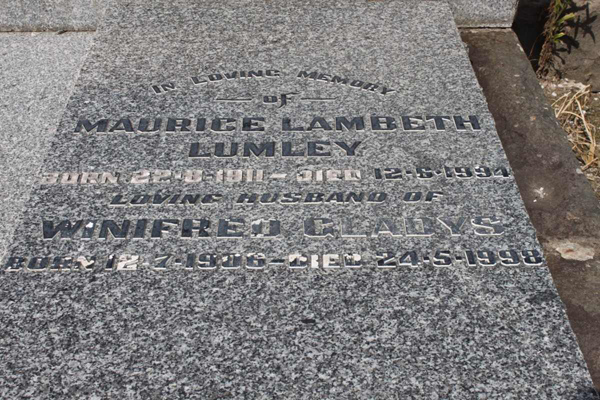 IN LOVING MEMORY
of
MAURICE LAMBETH
LUMLEY
BORN 22·8·1911 - DIED 12·6·1994
LOVING HUSBAND OF
WINIFRED GLADYS
BORN 12·7·1906 - DIED 24·5·1998